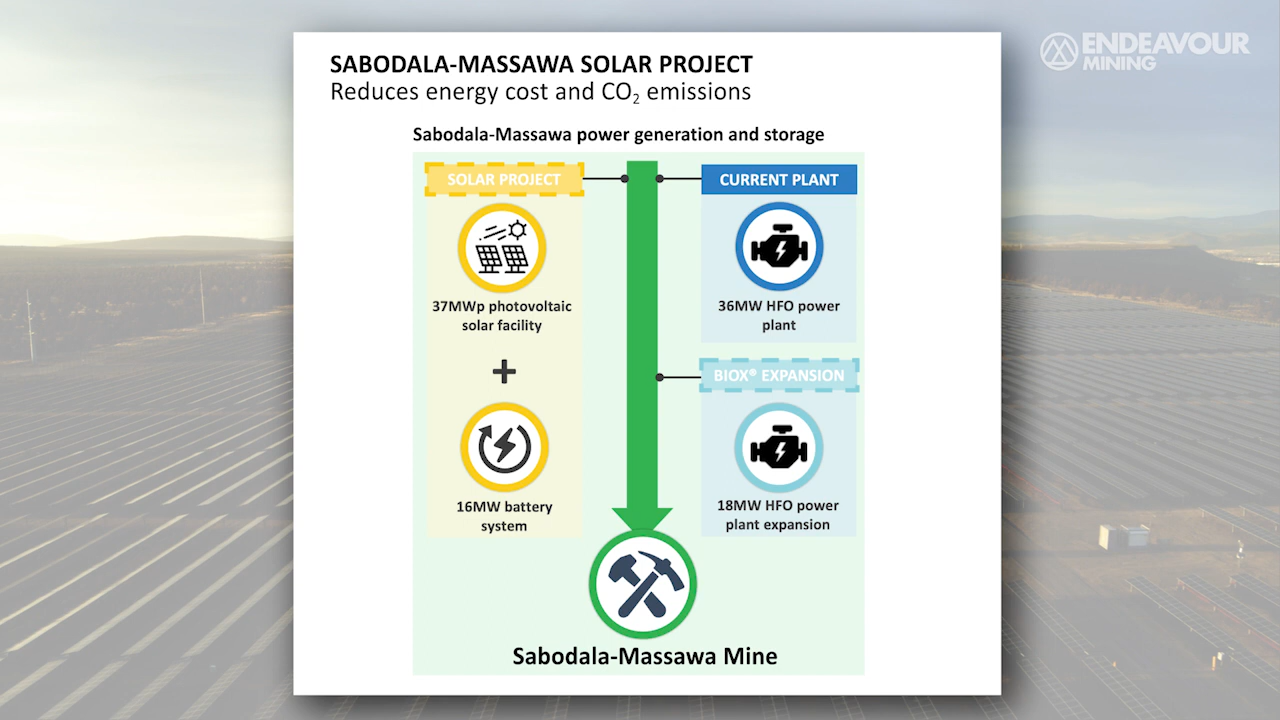 ENDEAVOUR
MINING
SABODALA-MASSAWA SOLAR PROJECT
Reduces energy cost and CO₂ emissions
Sabodala-Massawa power generation and storage
SOLAR PROJECT
37MWp photovoltaic
solar facility
+
16MW battery
system
CURRENT PLANT
36MW HFO power
plant
BIOX® EXPANSION
18MW HFO power
plant expansion
Sabodala-Massawa Mine